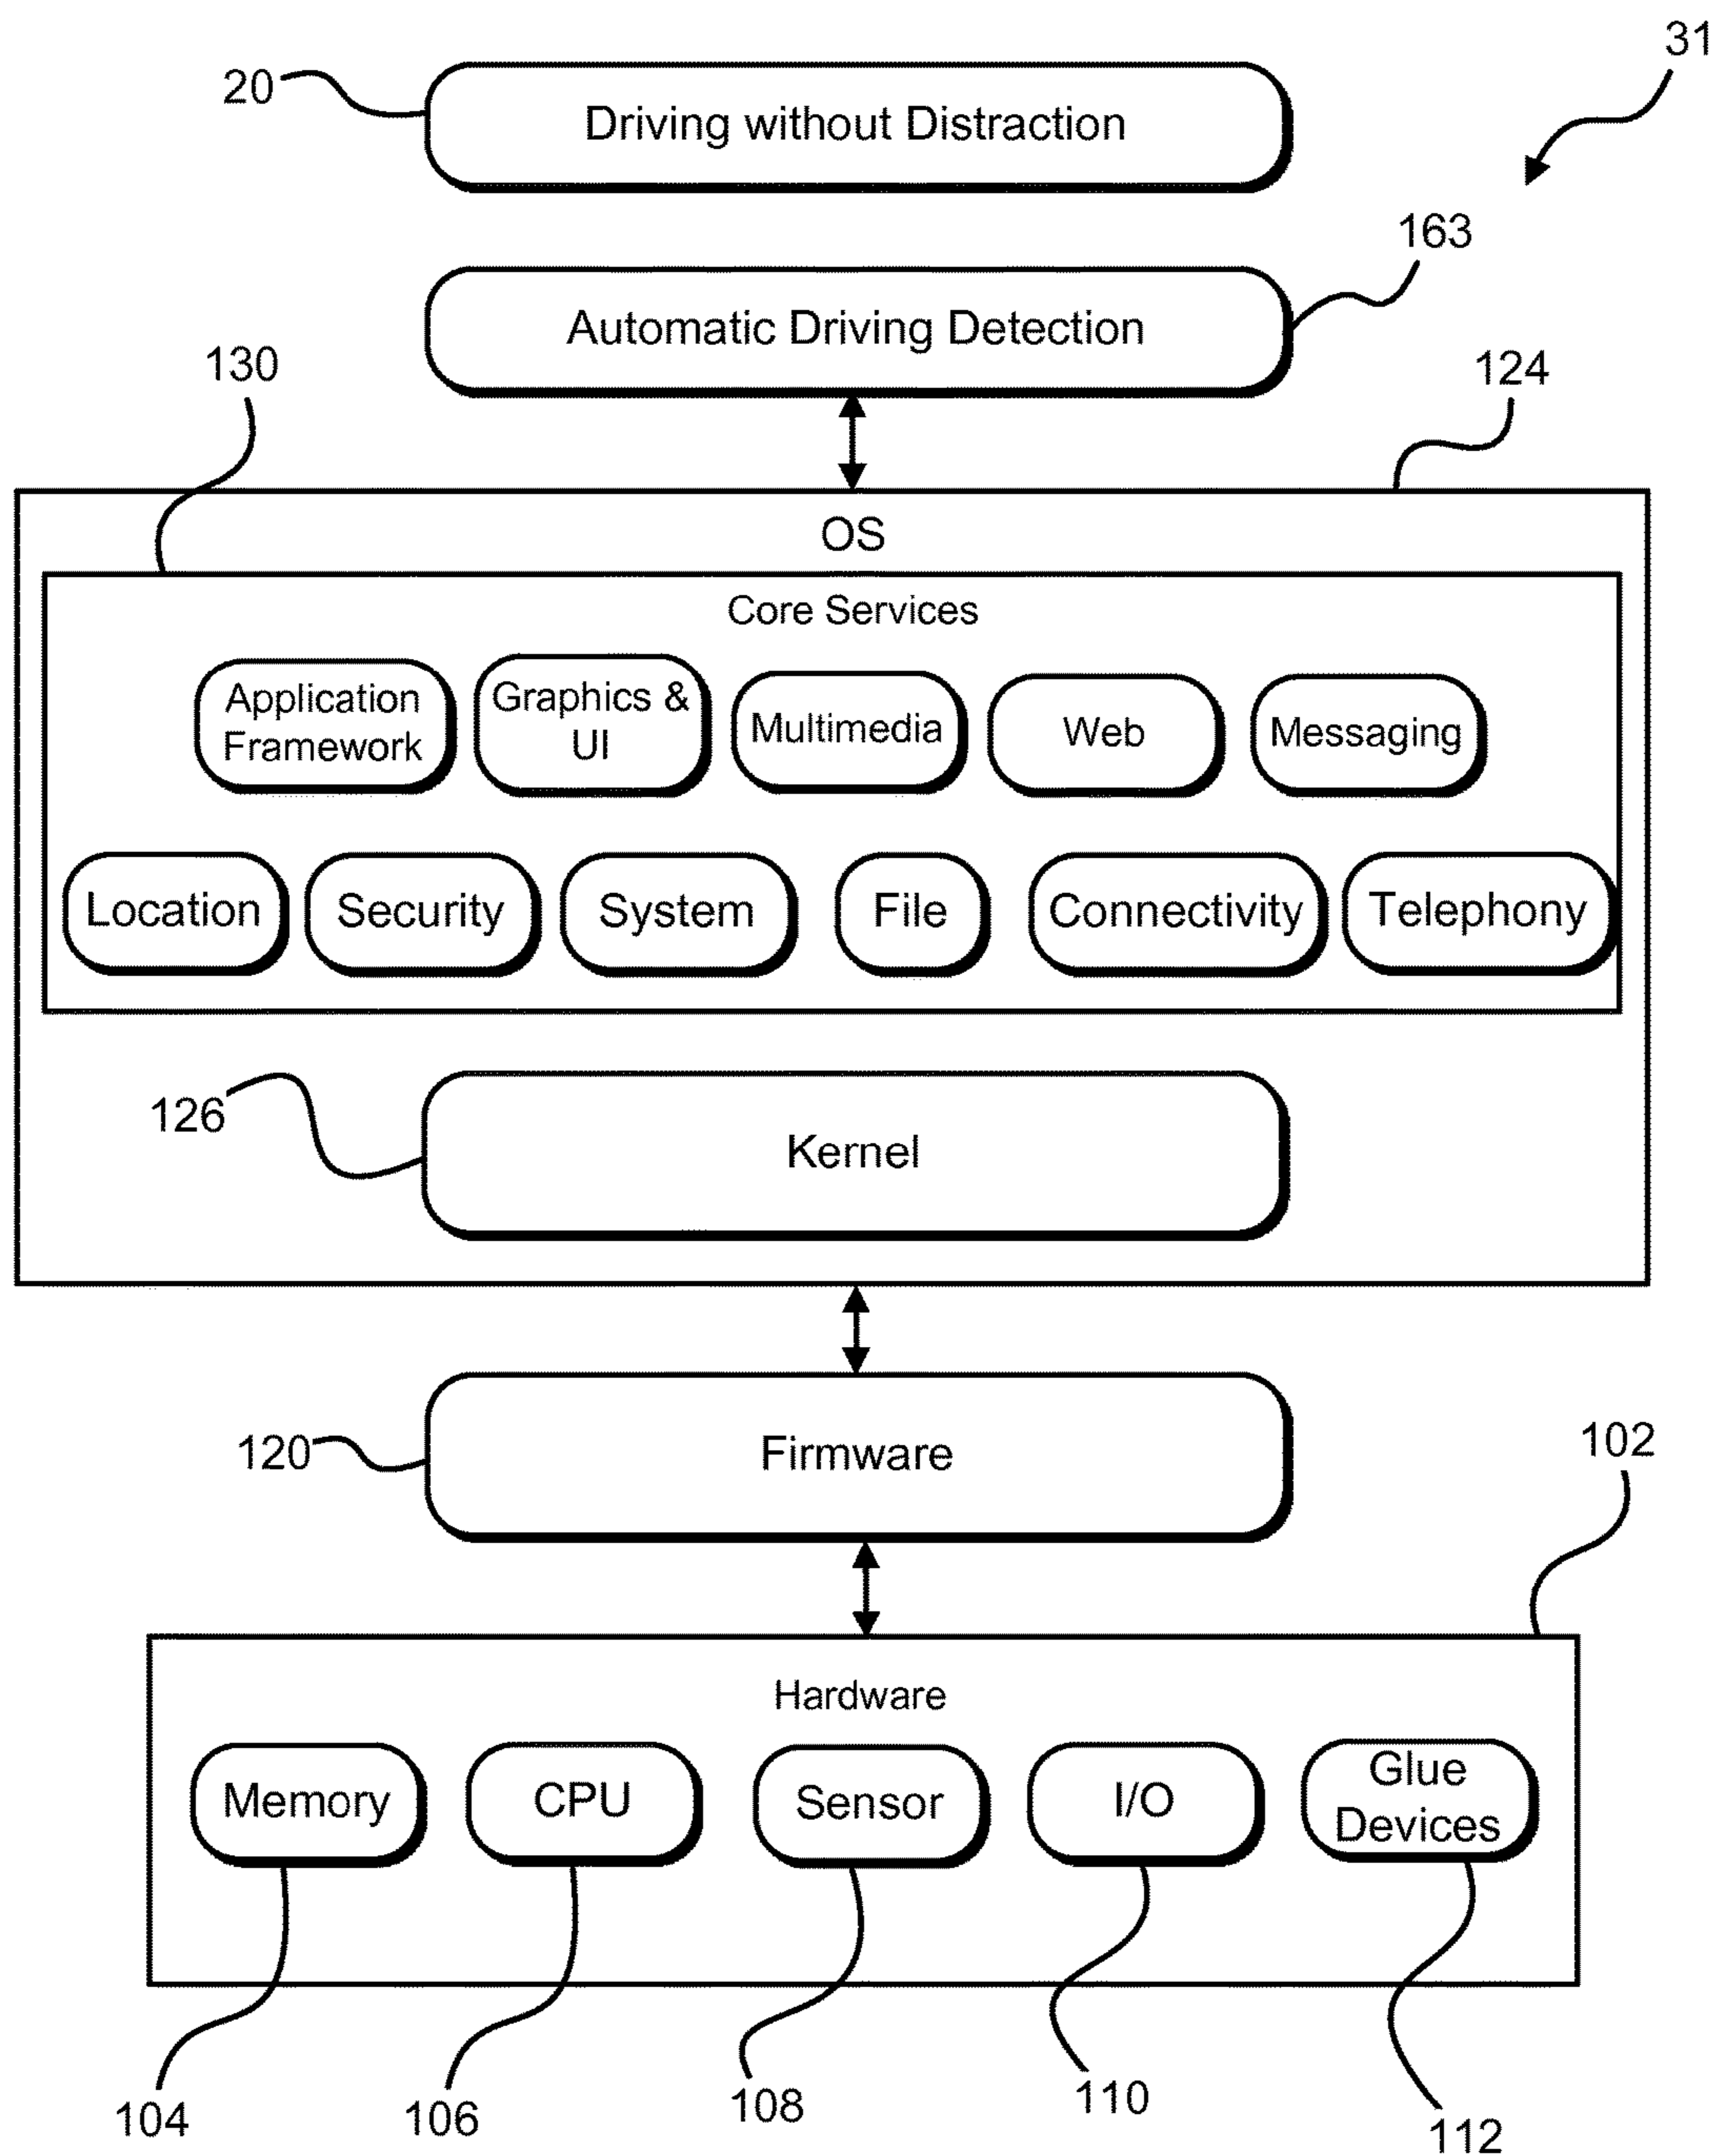 31
20
Driving without Distraction
163
Automatic Driving Detection
130
124
OS
Core Services
Application
Framework
Graphics &
UI
Multimedia
Web
Messaging
Location
Security
System
File
Connectivity
Telephony
126
Kernel
120
Firmware
102
Hardware
Memory
CPU
Sensor
I/O
Glue
Devices
104
106
108
110
112